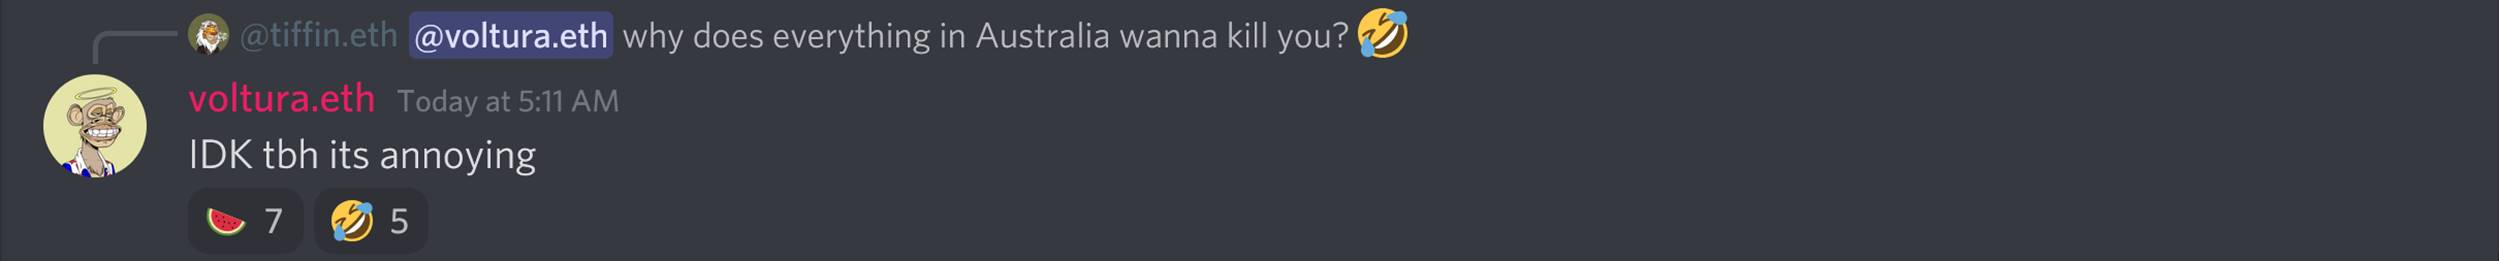 @tiffin.eth @voltura.eth why does everything in Australia wanna kill you? 🤣
voltura.eth Today at 5:11 AM
IDK tbh its annoying
🍉 7 🤣 5